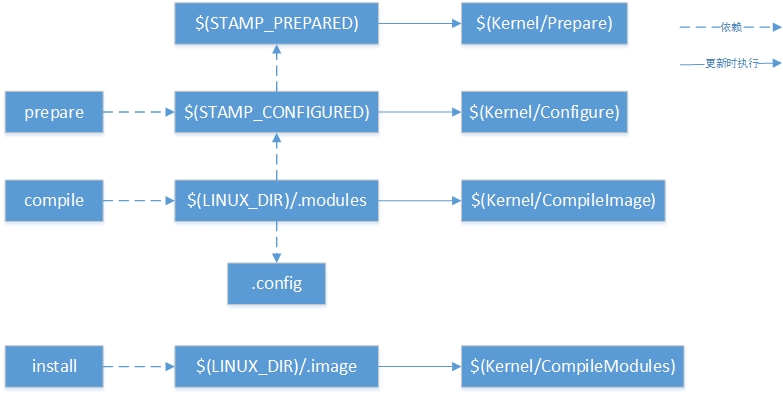 $(STAMP_PREPARED)
$(Kernel/Prepare)
依赖
更新时执行
prepare
$(STAMP_CONFIGURED)
$(Kernel/Configure)
compile
$(LINUX_DIR)/.modules
$(Kernel/CompileImage)
.config
install
$(LINUX_DIR)/.image
$(Kernel/CompileModules)